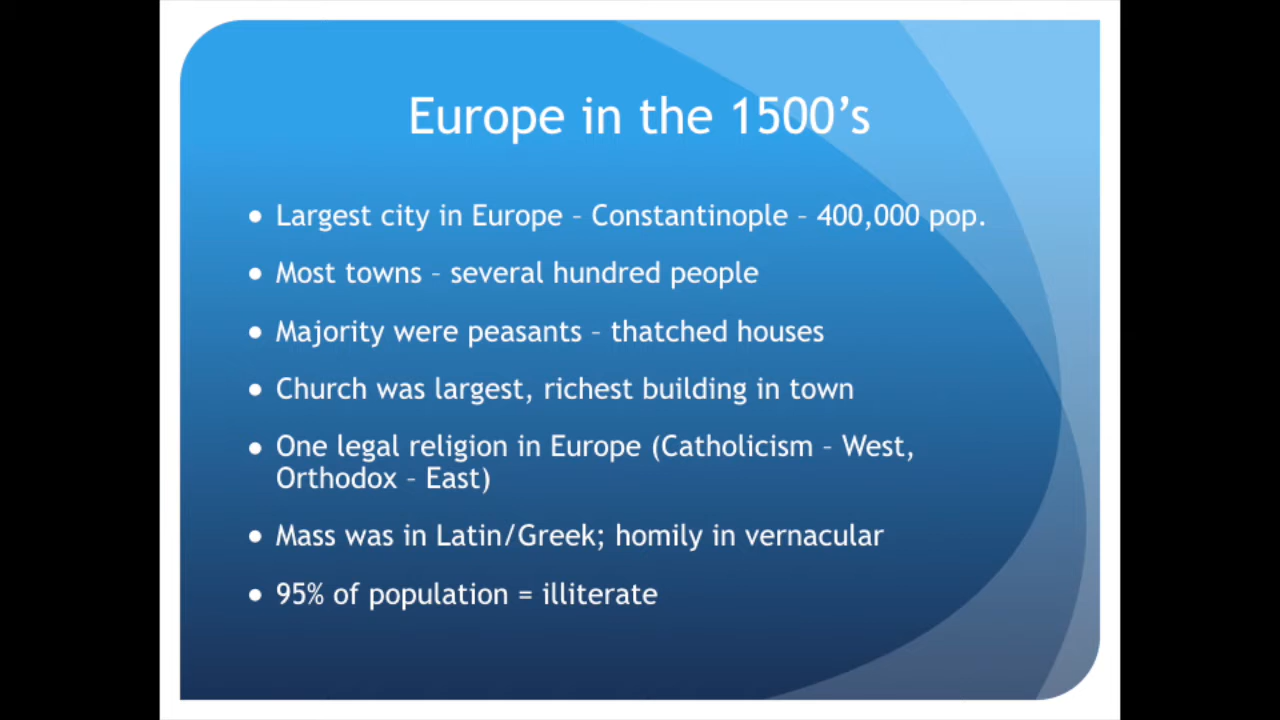 Europe in the 1500’s
● Largest city in Europe – Constantinople – 400,000 pop.
● Most towns – several hundred people
● Majority were peasants – thatched houses
● Church was largest, richest building in town
● One legal religion in Europe (Catholicism – West,
Orthodox – East)
● Mass was in Latin/Greek; homily in vernacular
● 95% of population = illiterate